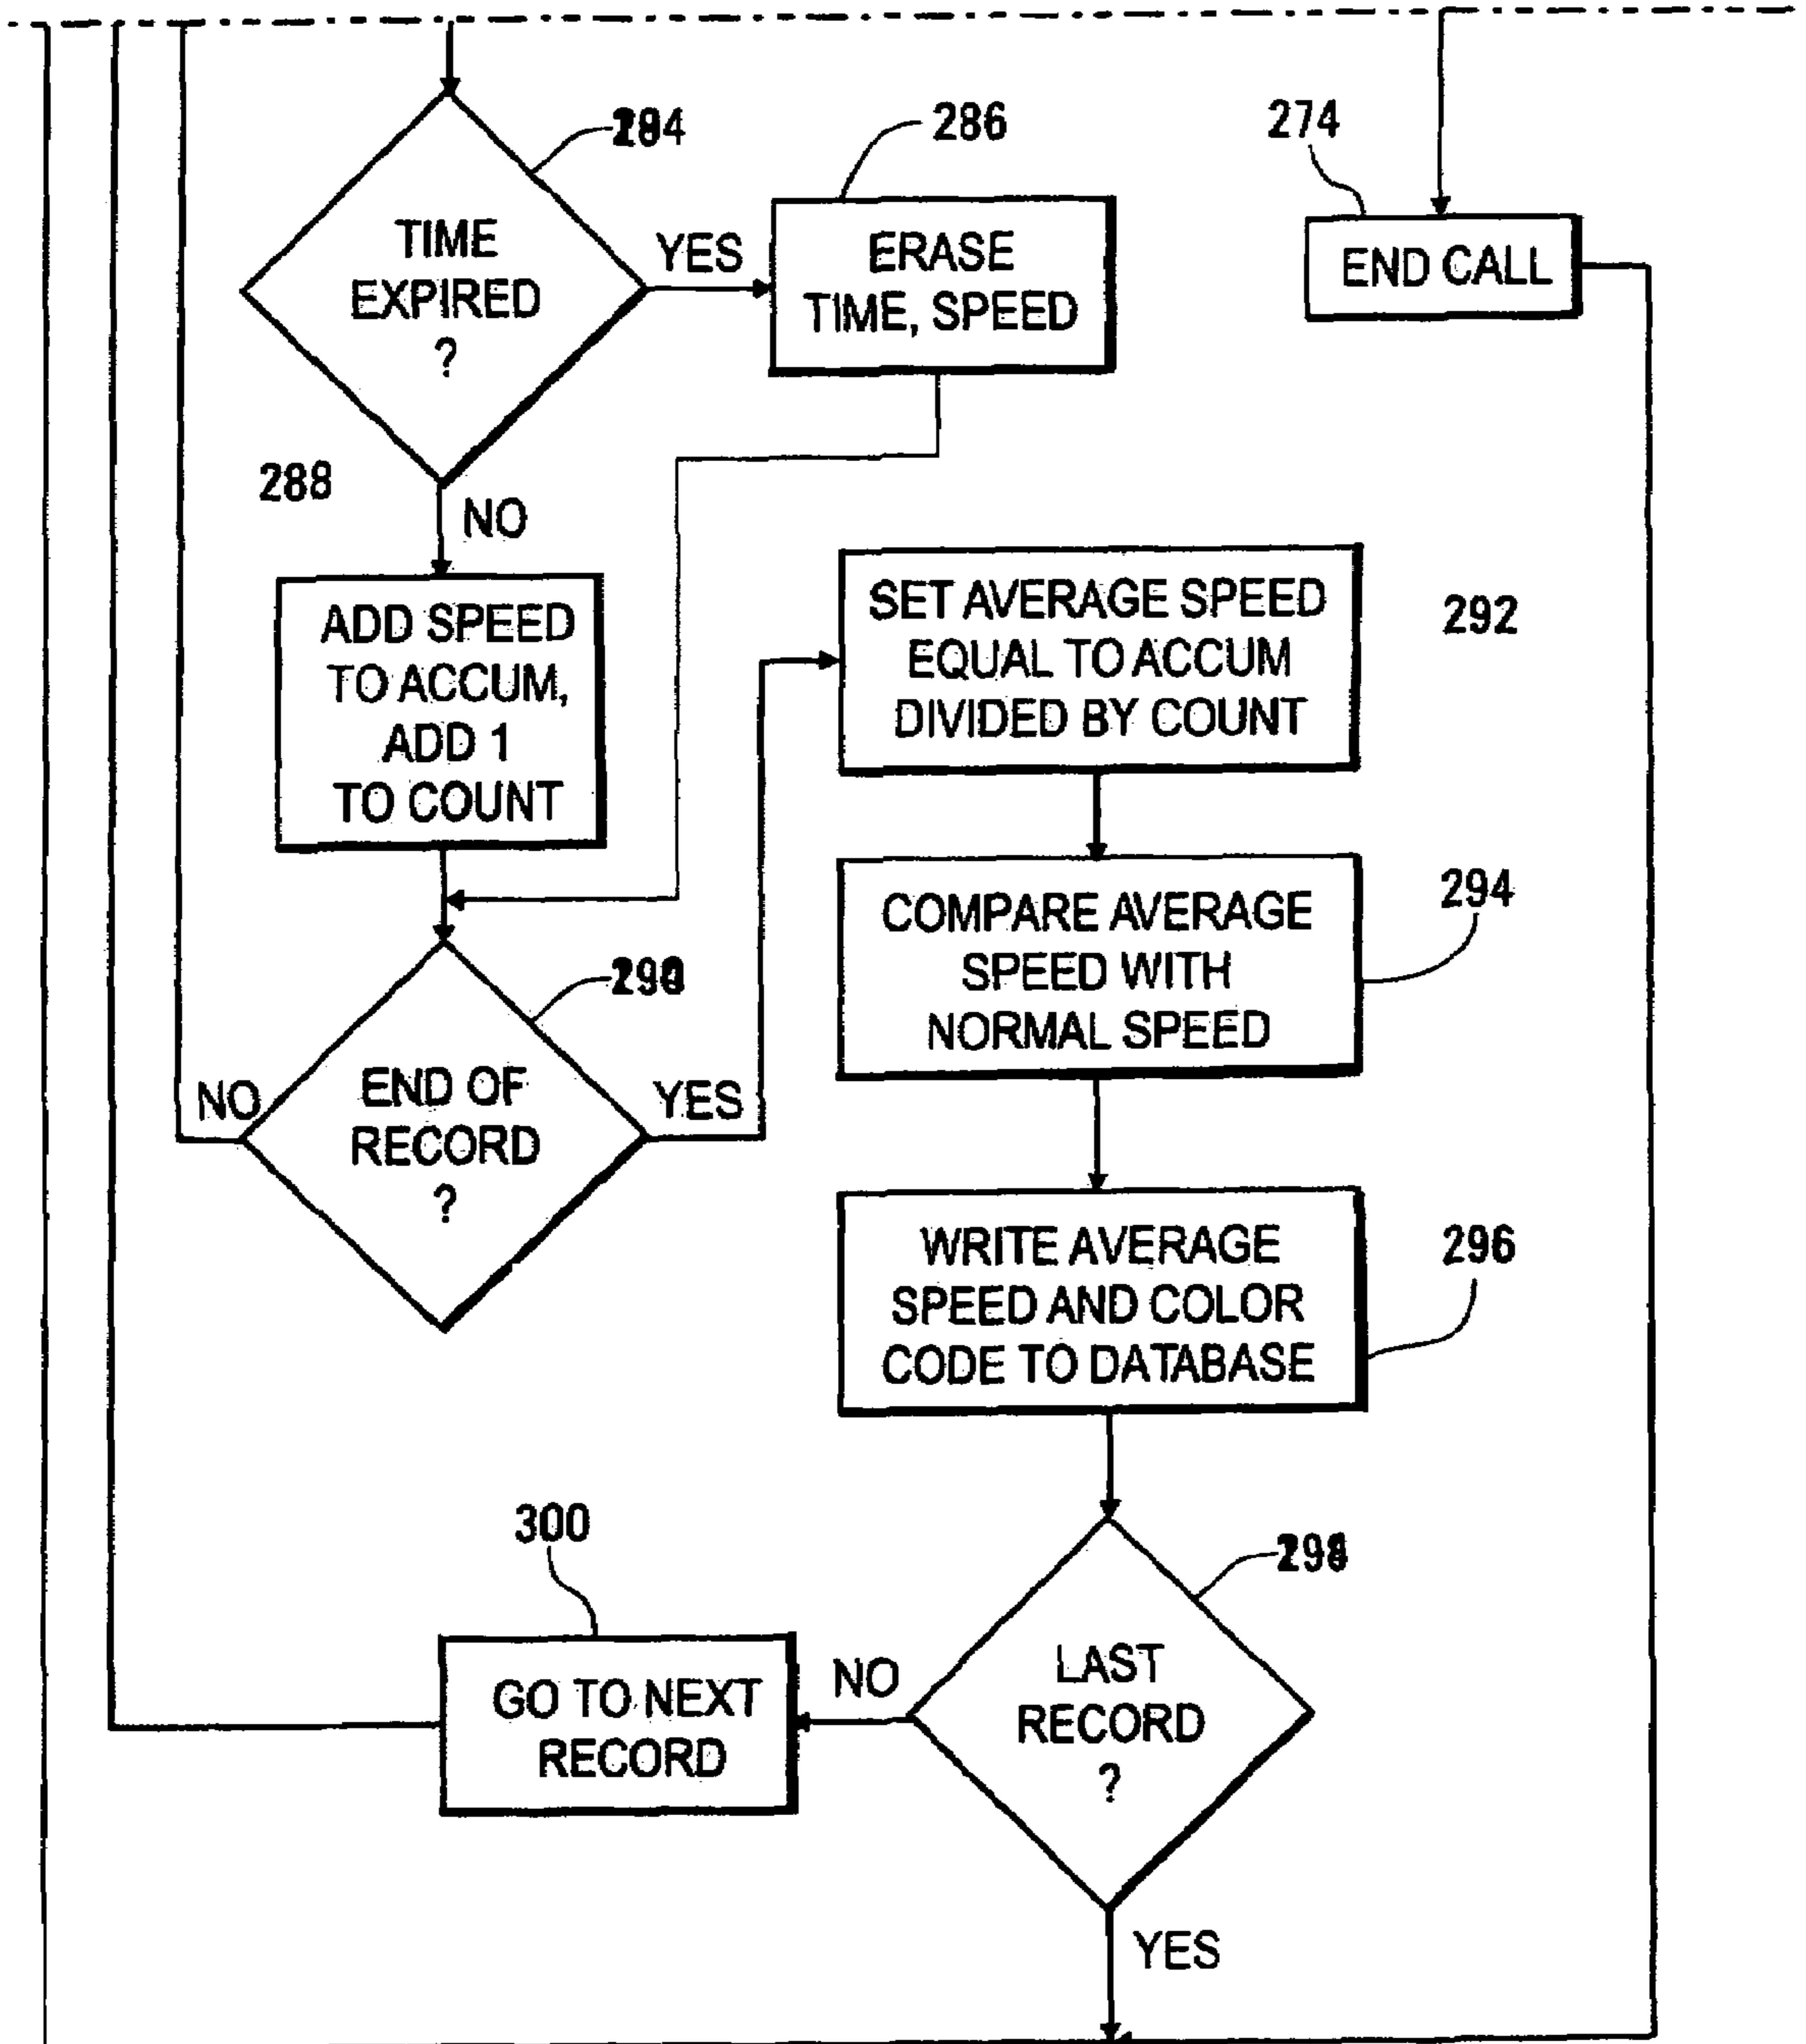 286
274
TIME
EXPIRED
?
YES
ERASE
TIME, SPEED
END CALL
288
NO
ADD SPEED
TO ACCUM,
ADD 1
TO COUNT
SET AVERAGE SPEED
EQUAL TO ACCUM
DIVIDED BY COUNT
292
COMPARE AVERAGE
SPEED WITH
NORMAL SPEED
294
END OF
RECORD
?
NO
YES
WRITE AVERAGE
SPEED AND COLOR
CODE TO DATABASE
296
300
GO TO NEXT
RECORD
NO
LAST
RECORD
?
YES